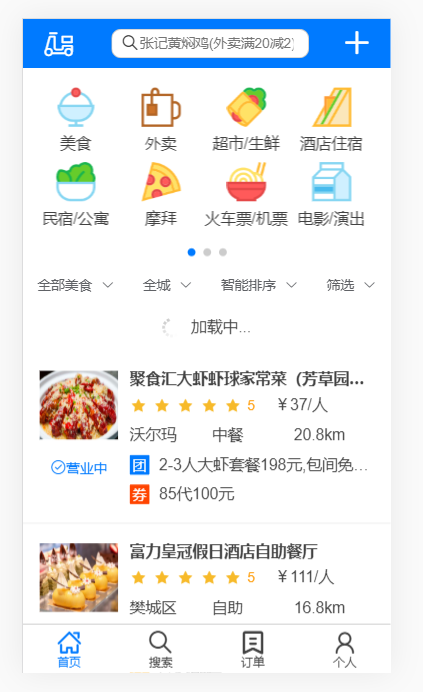 张记黄焖鸡(外卖满20减2)
美食 外卖 超市/生鲜 酒店住宿
民宿/公寓 摩拜 火车票/机票 电影/演出
全部美食 全城 智能排序 筛选
加载中...
聚食汇大虾虾球家常菜（芳草园...
5 ¥37/人
沃尔玛 中餐 20.8km
营业中
团 2-3人大虾套餐198元,包间免...
券 85代100元
富力皇冠假日酒店自助餐厅
5 ¥111/人
樊城区 自助 16.8km
首页 搜索 订单 个人